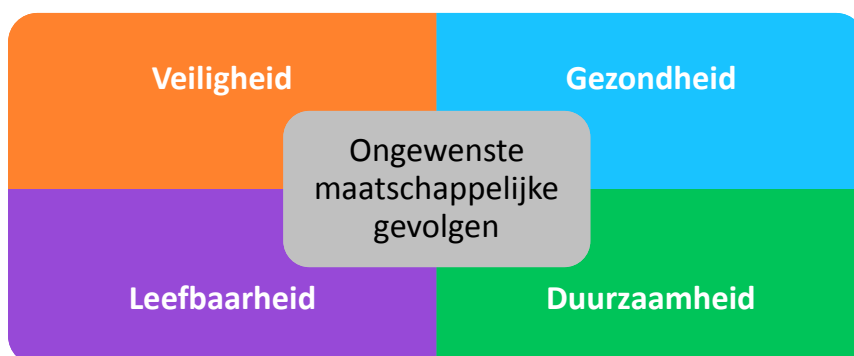 Veiligheid
Gezondheid
Ongewenste
maatschappelijke
gevolgen
Leefbaarheid
Duurzaamheid